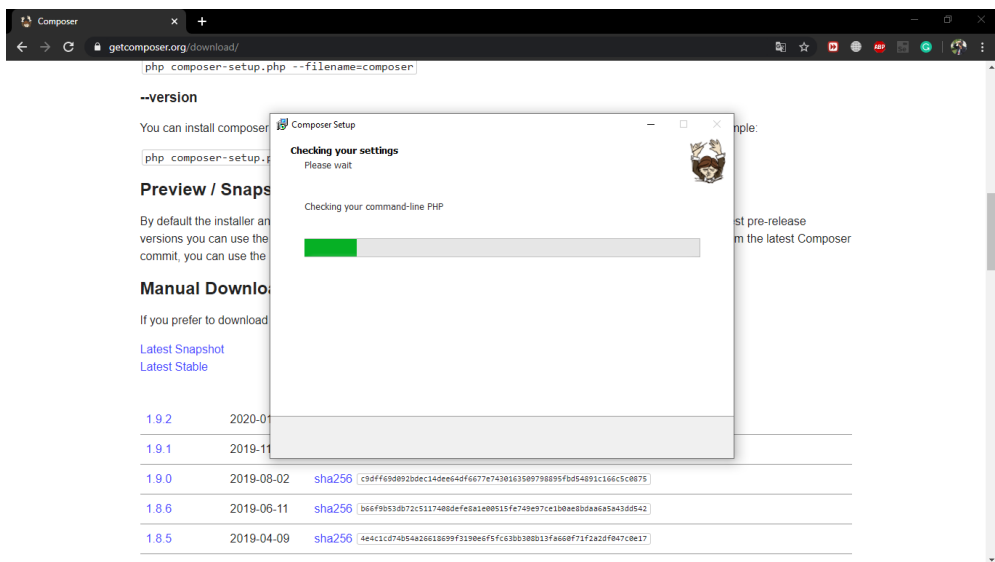 Composer
getcomposer.org/download/
php composer-setup.php --filename=composer
--version
You can install composer
mple:
php composer-setup.p
Preview / Snaps
By default the installer an
est pre-release
versions you can use the
m the latest Composer
commit, you can use the
Manual Downloa
If you prefer to download
Latest Snapshot
Latest Stable
1.9.2 2020-01
1.9.1 2019-11
1.9.0 2019-08-02 sha256 c9dff69d092bdec14dee64df6677e7430163509798895fbd54891c166c5c0875
1.8.6 2019-06-11 sha256 b66f9b53db72c5117408defe8a1e00515fe749e97ce1b0ae8bdaa6a5a43dd542
1.8.5 2019-04-09 sha256 4e4c1cd74b54a26618699f3190e6f5fc63bb308b13fa660f71f2a2df047c0e17
Composer Setup
Checking your settings
Please wait
Checking your command-line PHP
ABP